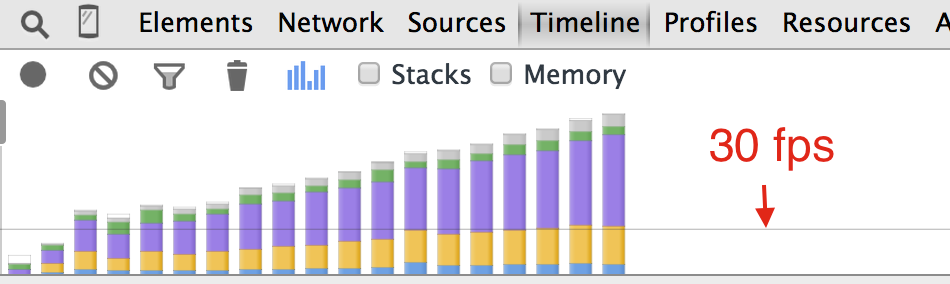 Elements Network Sources Timeline Profiles Resources A
Stacks Memory
30 fps